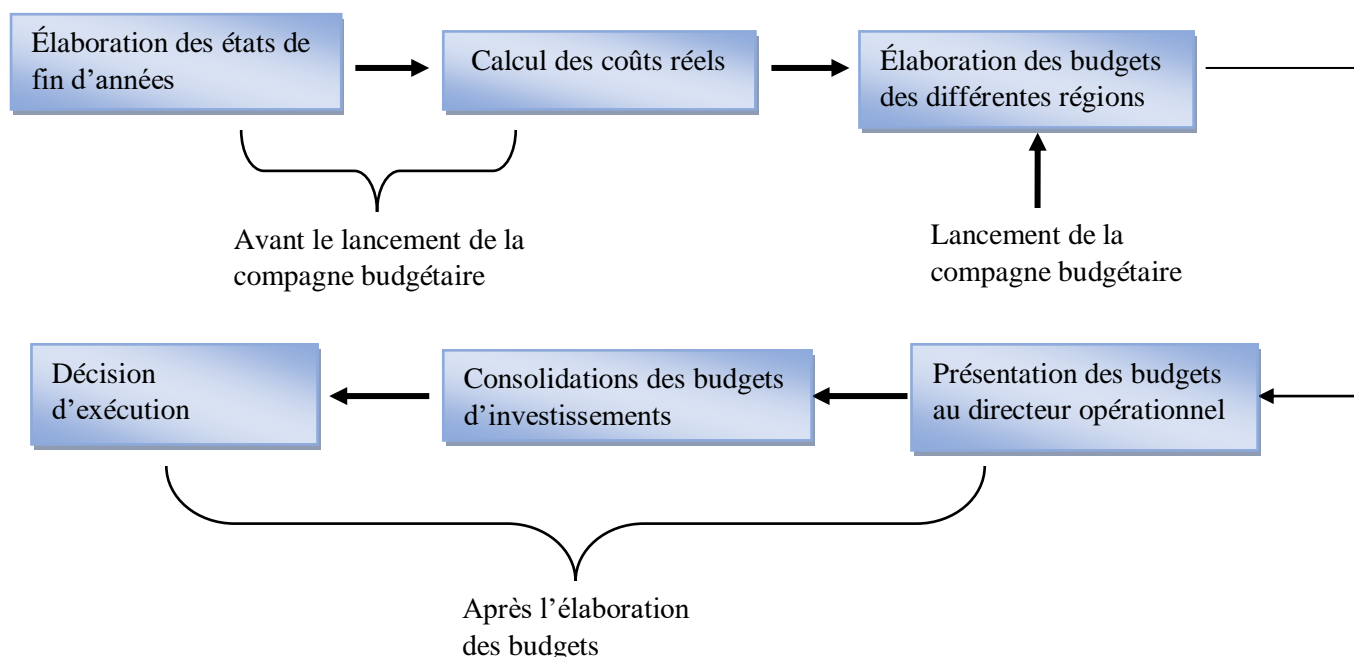 Élaboration des états de
fin d’années
Calcul des coûts réels
Élaboration des budgets
des différentes régions
Avant le lancement de la
compagne budgétaire
Lancement de la
compagne budgétaire
Décision
d’exécution
Consolidations des budgets
d’investissements
Présentation des budgets
au directeur opérationnel
Après l’élaboration
des budgets